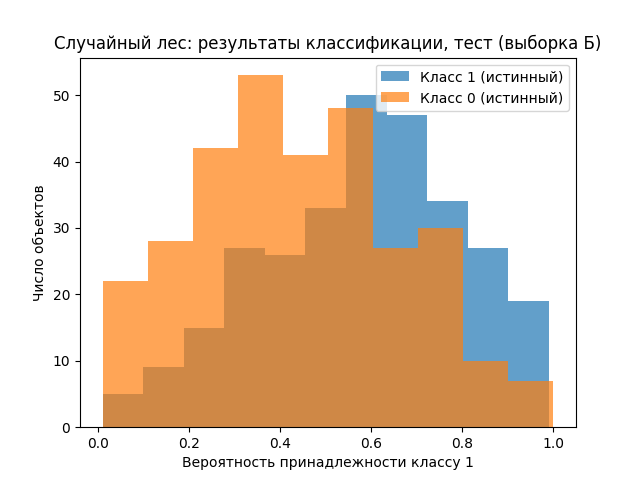 Случайный лес: результаты классификации, тест (выборка Б)
Класс 1 (истинный)
Класс 0 (истинный)
Число объектов
50
40
30
20
10
0
0.0 0.2 0.4 0.6 0.8 1.0
Вероятность принадлежности классу 1